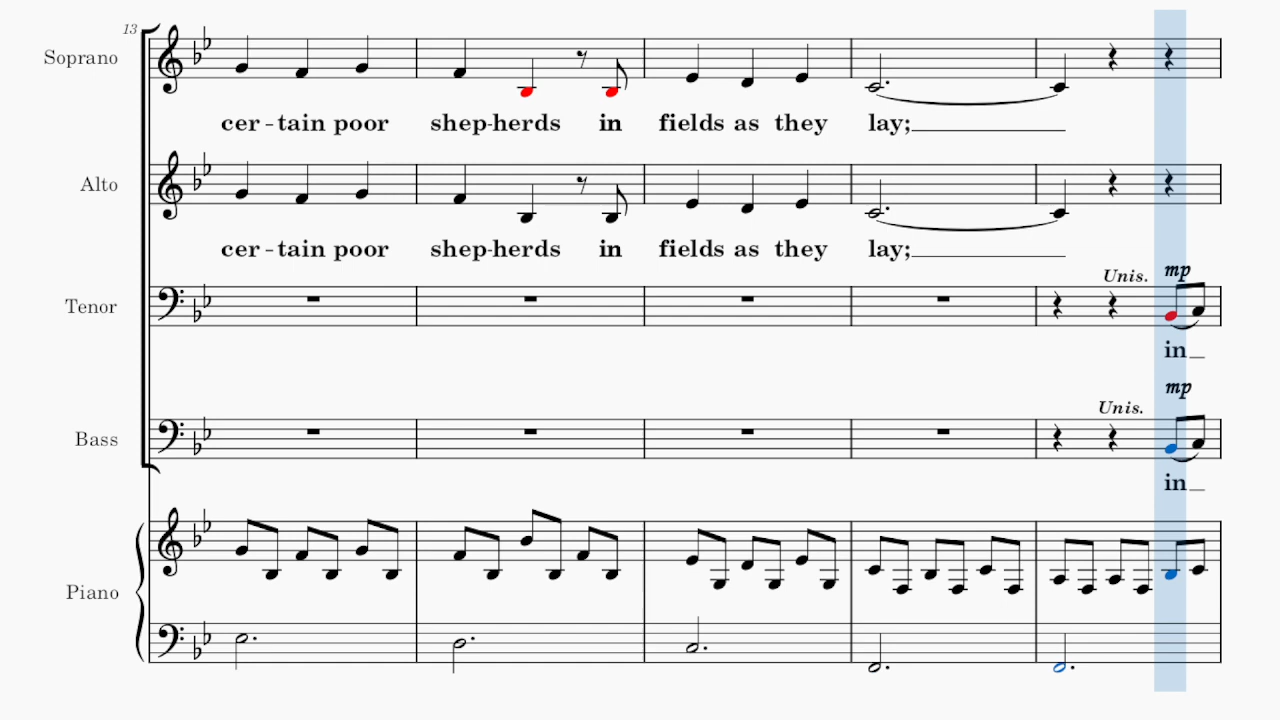 13
Soprano
cer - tain poor shep-herds in fields as they lay;
Alto
cer - tain poor shep-herds in fields as they lay;
Unis. mp
Tenor
in
mp
Unis.
Bass
in
Piano